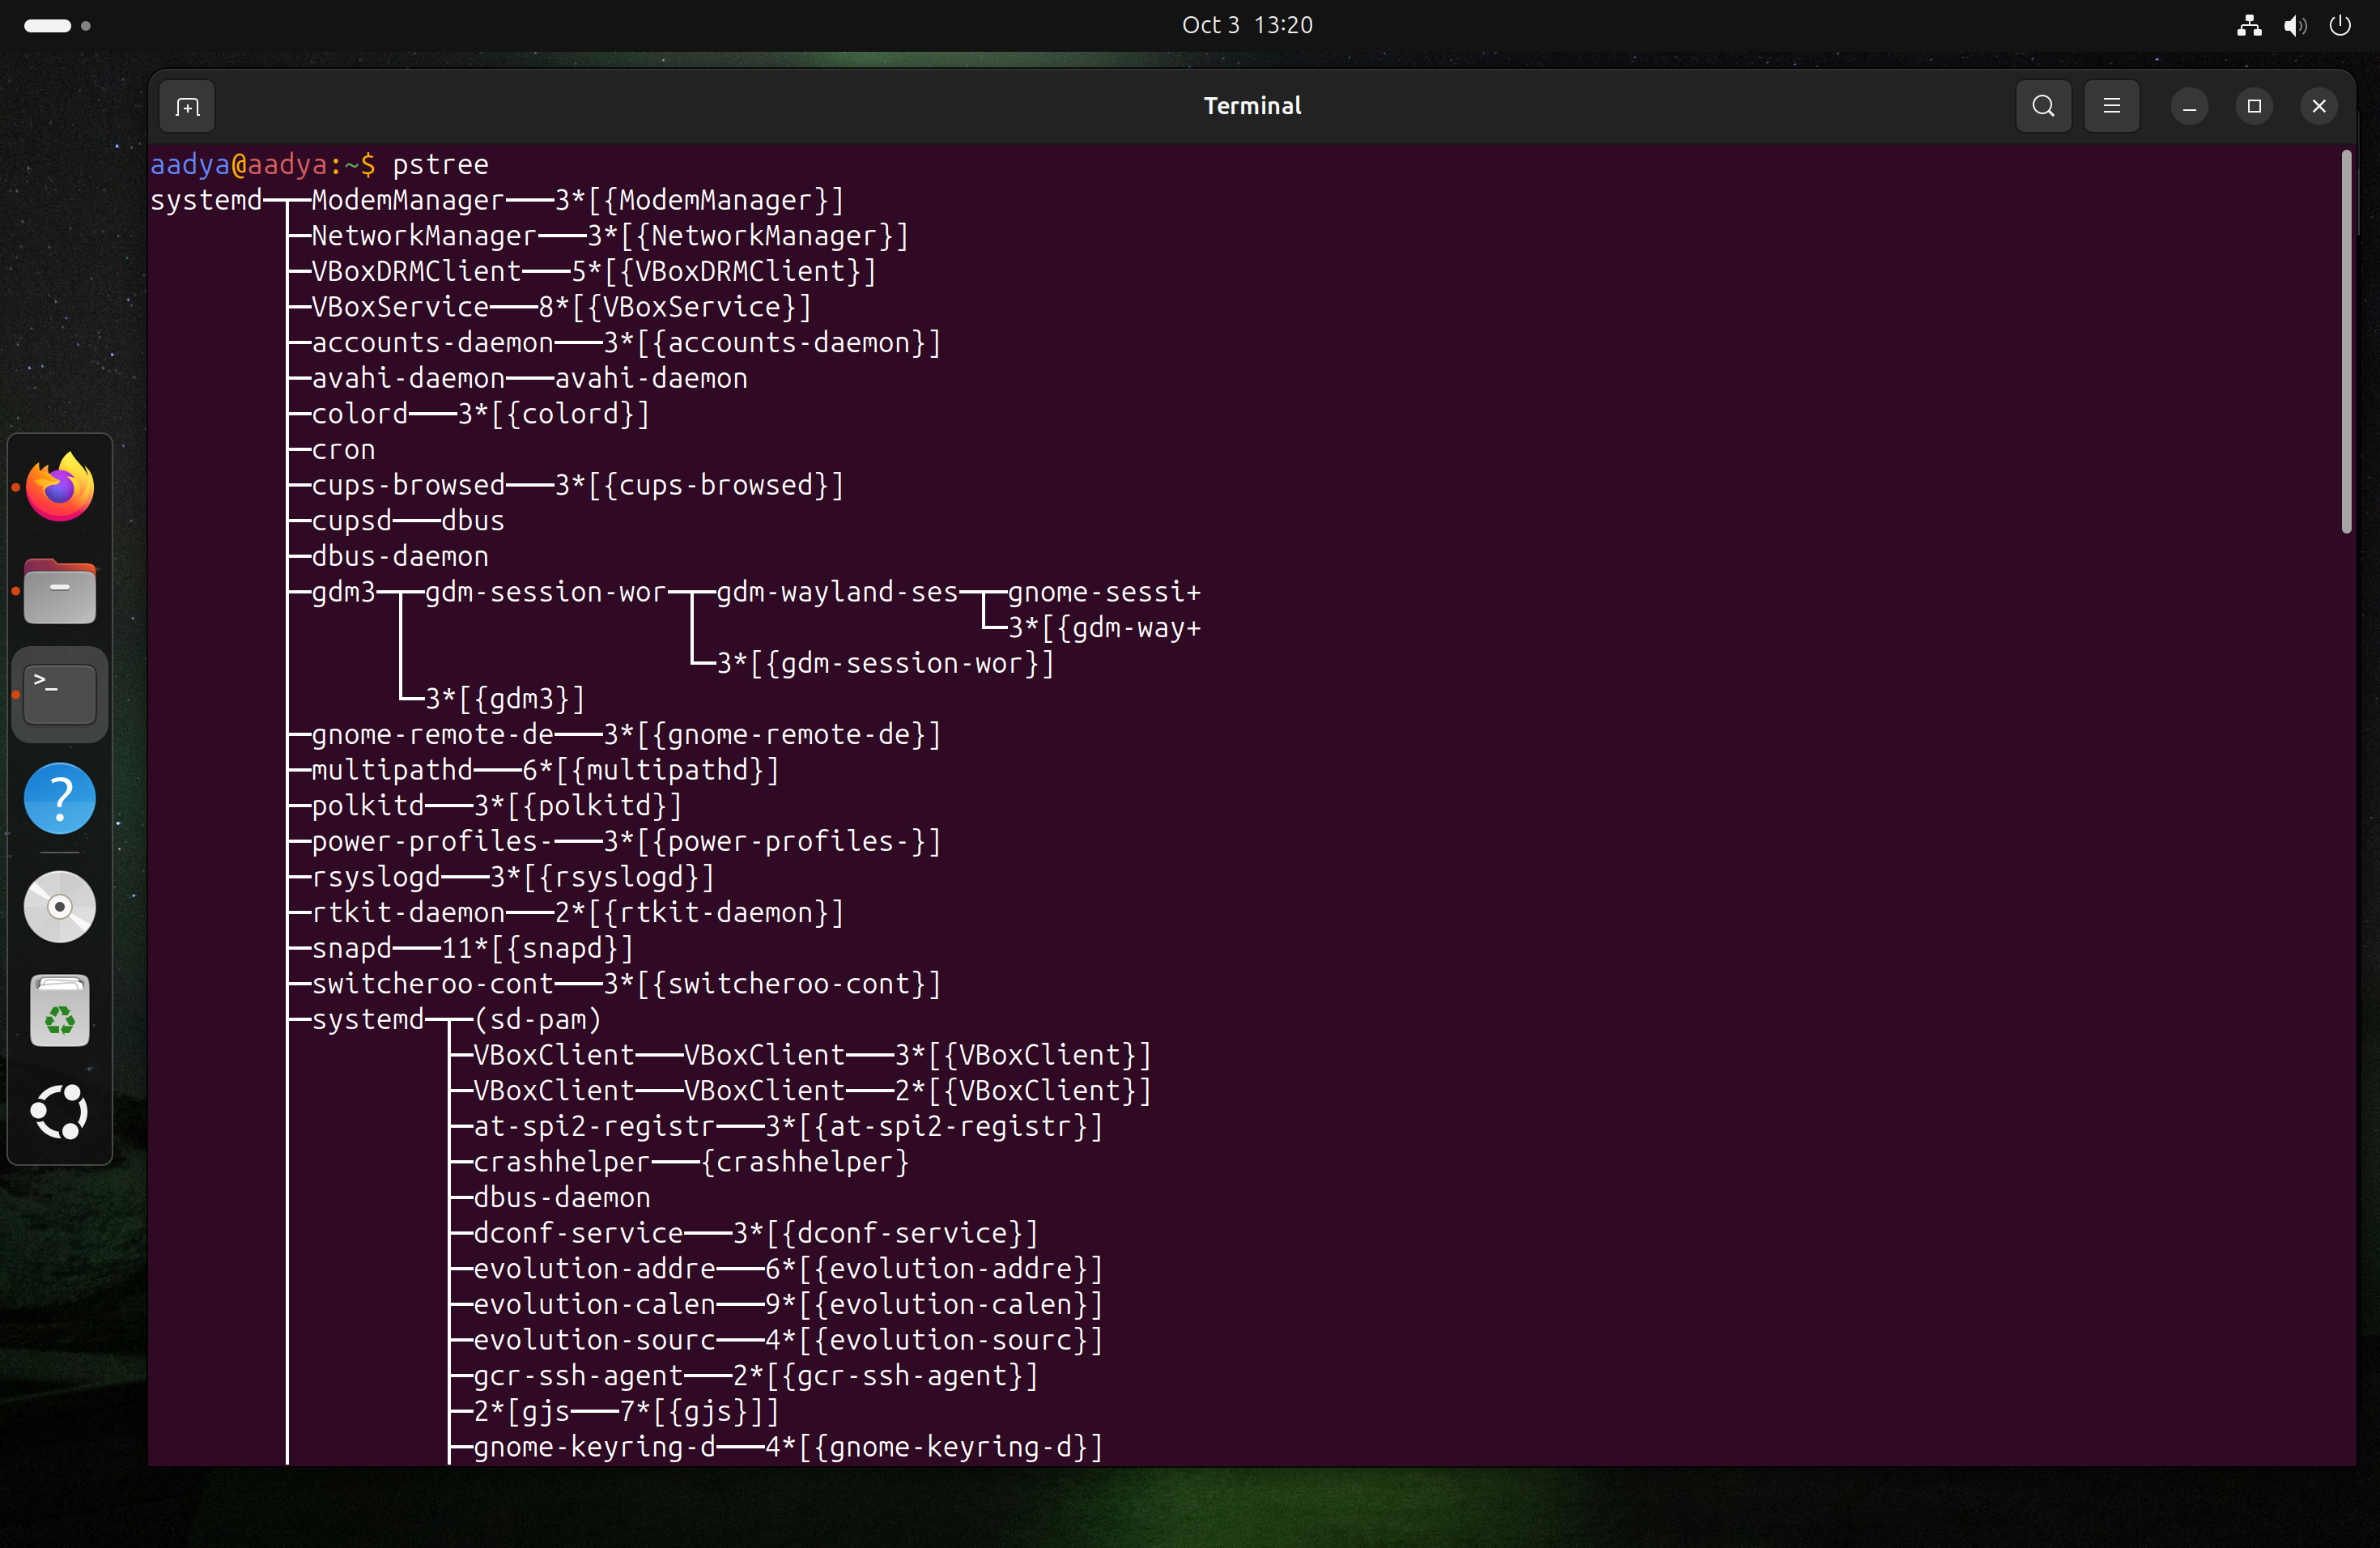 Oct 3 13:20
Terminal
aadya@aadya:~$ pstree
systemd─┬─ModemManager───3*[{ModemManager}]
        ├─NetworkManager───3*[{NetworkManager}]
        ├─VBoxDRMClient───5*[{VBoxDRMClient}]
        ├─VBoxService───8*[{VBoxService}]
        ├─accounts-daemon───3*[{accounts-daemon}]
        ├─avahi-daemon───avahi-daemon
        ├─colord───3*[{colord}]
        ├─cron
        ├─cups-browsed───3*[{cups-browsed}]
        ├─cupsd───dbus
        ├─dbus-daemon
        ├─gdm3─┬─gdm-session-wor─┬─gdm-wayland-ses─┬─gnome-sessi+
        │      │                 │                 └─3*[{gdm-way+
        │      │                 └─3*[{gdm-session-wor}]
        │      └─3*[{gdm3}]
        ├─gnome-remote-de───3*[{gnome-remote-de}]
        ├─multipathd───6*[{multipathd}]
        ├─polkitd───3*[{polkitd}]
        ├─power-profiles-───3*[{power-profiles-}]
        ├─rsyslogd───3*[{rsyslogd}]
        ├─rtkit-daemon───2*[{rtkit-daemon}]
        ├─snapd───11*[{snapd}]
        ├─switcheroo-cont───3*[{switcheroo-cont}]
        ├─systemd─┬─(sd-pam)
        │         ├─VBoxClient───VBoxClient───3*[{VBoxClient}]
        │         ├─VBoxClient───VBoxClient───2*[{VBoxClient}]
        │         ├─at-spi2-registr───3*[{at-spi2-registr}]
        │         ├─crashhelper───{crashhelper}
        │         ├─dbus-daemon
        │         ├─dconf-service───3*[{dconf-service}]
        │         ├─evolution-addre───6*[{evolution-addre}]
        │         ├─evolution-calen───9*[{evolution-calen}]
        │         ├─evolution-sourc───4*[{evolution-sourc}]
        │         ├─gcr-ssh-agent───2*[{gcr-ssh-agent}]
        │         ├─2*[gjs───7*[{gjs}]]
        │         ├─gnome-keyring-d───4*[{gnome-keyring-d}]